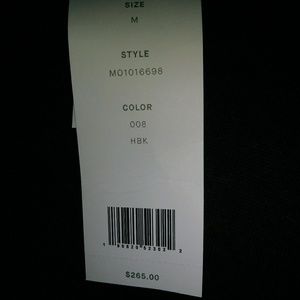 SIZE
M
STYLE
M01016698
COLOR
008
HBK
$265.00